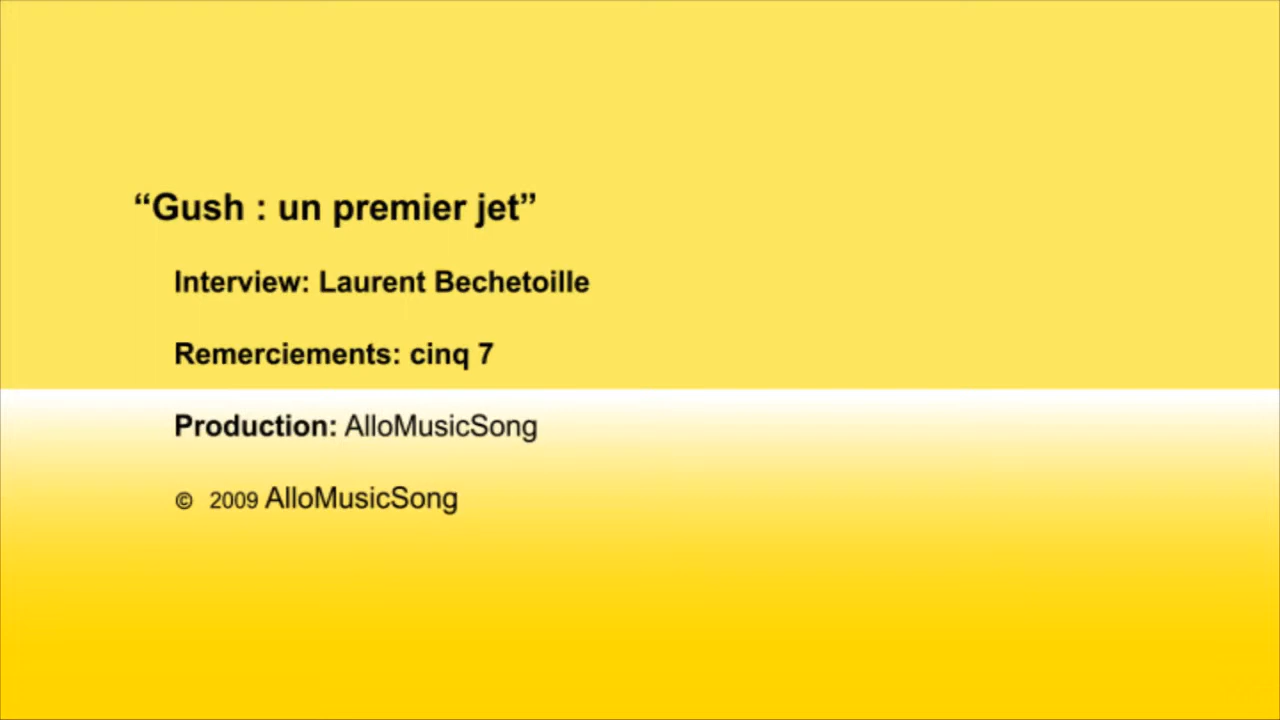 “Gush : un premier jet”
Interview: Laurent Bechetoille
Remerciements: cinq 7
Production: AlloMusicSong
© 2009 AlloMusicSong